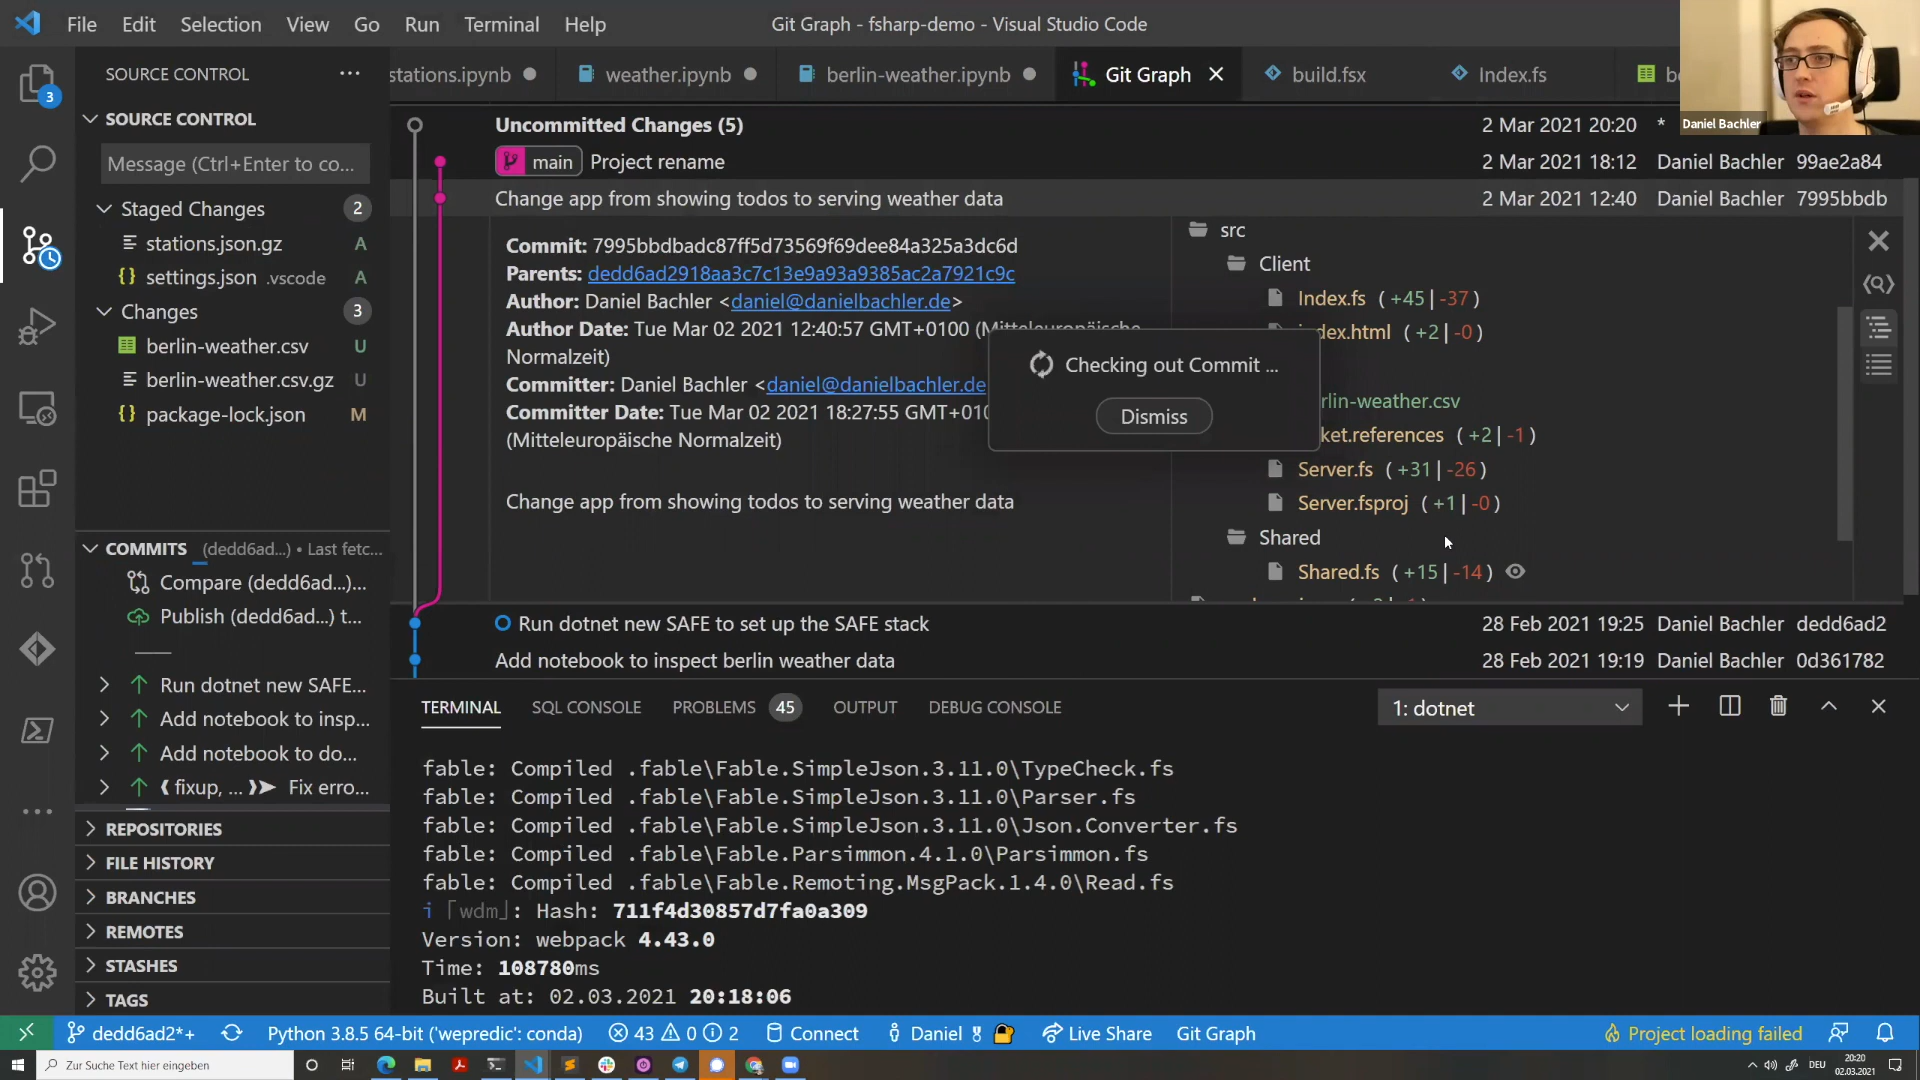 File Edit Selection View Go Run Terminal Help
Git Graph - fsharp-demo - Visual Studio Code
SOURCE CONTROL
stations.ipynb
weather.ipynb
berlin-weather.ipynb
Git Graph
build.fsx
Index.fs
Daniel Bachler
3
SOURCE CONTROL
Message (Ctrl+Enter to co...
Staged Changes 2
stations.json.gz A
settings.json .vscode A
Changes 3
berlin-weather.csv U
berlin-weather.csv.gz U
package-lock.json M
COMMITS (dedd6ad...) • Last fetc...
Compare (dedd6ad...)...
Publish (dedd6ad...) t...
Run dotnet new SAFE...
Add notebook to insp...
Add notebook to do...
⦗ fixup, ... ⦘➤ Fix erro...
REPOSITORIES
FILE HISTORY
BRANCHES
REMOTES
STASHES
TAGS
Uncommitted Changes (5) 2 Mar 2021 20:20 *
main Project rename 2 Mar 2021 18:12 Daniel Bachler 99ae2a84
Change app from showing todos to serving weather data 2 Mar 2021 12:40 Daniel Bachler 7995bbdb
Commit: 7995bbdbadc87ff5d73569f69dee84a325a3dc6d
Parents: dedd6ad2918aa3c7c13e9a93a9385ac2a7921c9c
Author: Daniel Bachler <daniel@danielbachler.de>
Author Date: Tue Mar 02 2021 12:40:57 GMT+0100 (Mitteleuropäische
Normalzeit)
Committer: Daniel Bachler <daniel@danielbachler.de
Committer Date: Tue Mar 02 2021 18:27:55 GMT+010
(Mitteleuropäische Normalzeit)
Change app from showing todos to serving weather data
src
Client
Index.fs (+45|-37)
ndex.html (+2|-0)
rlin-weather.csv
ket.references (+2|-1)
Server.fs (+31|-26)
Server.fsproj (+1|-0)
Shared
Shared.fs (+15|-14)
Checking out Commit ...
Dismiss
Run dotnet new SAFE to set up the SAFE stack 28 Feb 2021 19:25 Daniel Bachler dedd6ad2
Add notebook to inspect berlin weather data 28 Feb 2021 19:19 Daniel Bachler 0d361782
TERMINAL SQL CONSOLE PROBLEMS 45 OUTPUT DEBUG CONSOLE
1: dotnet
fable: Compiled .fable\Fable.SimpleJson.3.11.0\TypeCheck.fs
fable: Compiled .fable\Fable.SimpleJson.3.11.0\Parser.fs
fable: Compiled .fable\Fable.SimpleJson.3.11.0\Json.Converter.fs
fable: Compiled .fable\Fable.Parsimmon.4.1.0\Parsimmon.fs
fable: Compiled .fable\Fable.Remoting.MsgPack.1.4.0\Read.fs
i ｢wdm｣: Hash: 711f4d30857d7fa0a309
Version: webpack 4.43.0
Time: 108780ms
Built at: 02.03.2021 20:18:06
dedd6ad2*+ Python 3.8.5 64-bit ('wepredic': conda) 43 0 2 Connect Daniel Live Share Git Graph Project loading failed
Zur Suche Text hier eingeben
DEU
20:20
02.03.2021